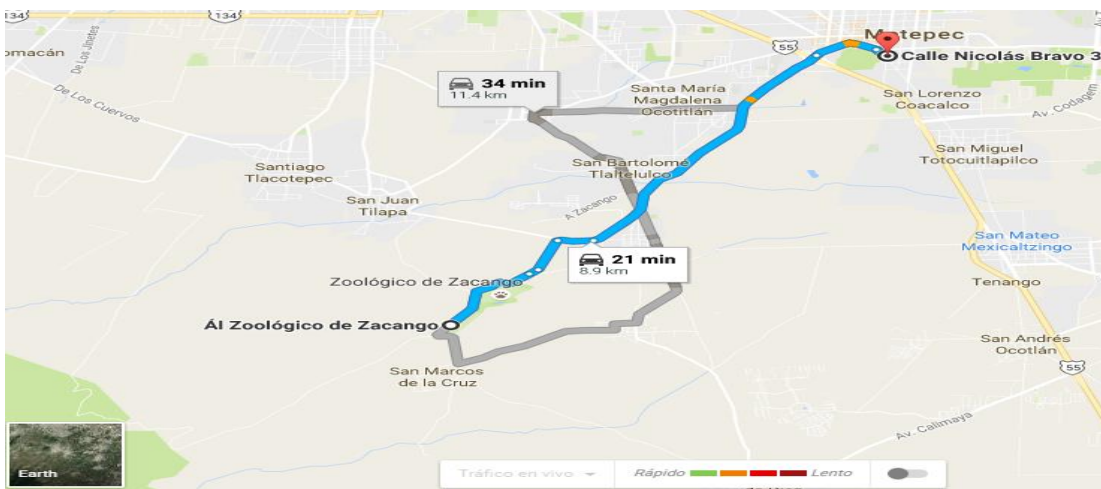 134
134
omacán
De Los Jinetes
De Los Cuervos
55
Calle Nicolás Bravo 3
34 min
11.4 km
Santa María
Magdalena
Ocotitlán
San Lorenzo
Coacalco
Av. Codagem
San Miguel
Totocuitlapilco
San Bartolomé
Tlaltelulco
Santiago
Tlacotepec
San Juan
Tilapa
A Zacango
San Mateo
Mexicaltzingo
21 min
8.9 km
Zoológico de Zacango
Tenango
Ál Zoológico de Zacango
San Andrés
Ocotlán
San Marcos
de la Cruz
55
Av. Calimaya
Earth
Tráfico en vivo
Rápido
Lento